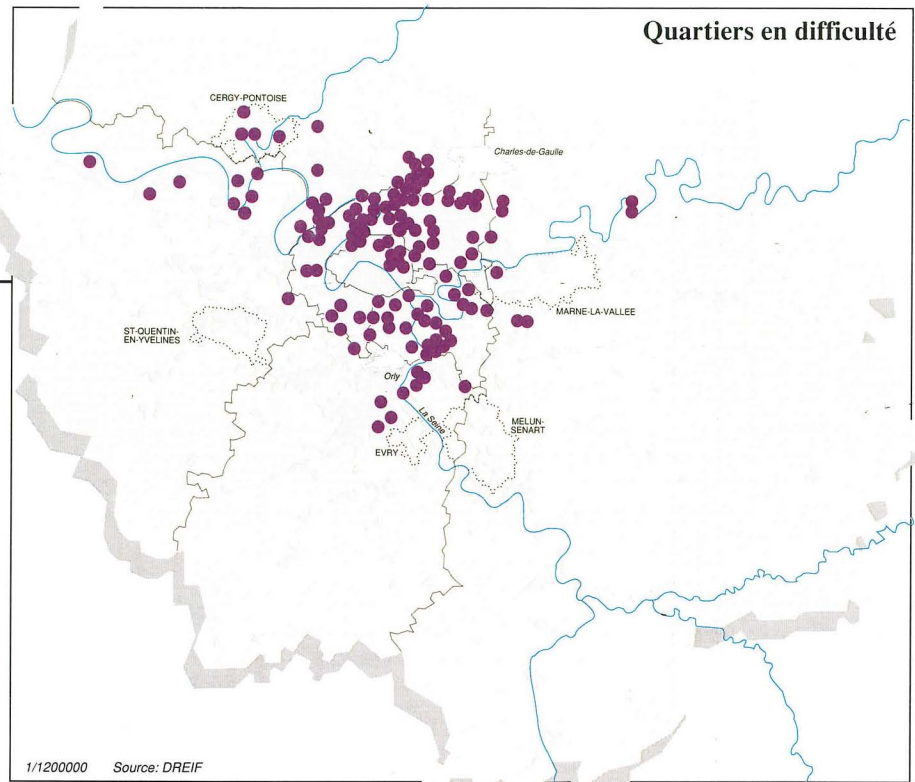 Quartiers en difficulté
CERGY-PONTOISE
Charles-de-Gaulle
MARNE-LA-VALLEE
ST-QUENTIN-
EN-YVELINES
Orly
La Seine
MELUN-
SENART
EVRY
1/1200000 Source: DREIF